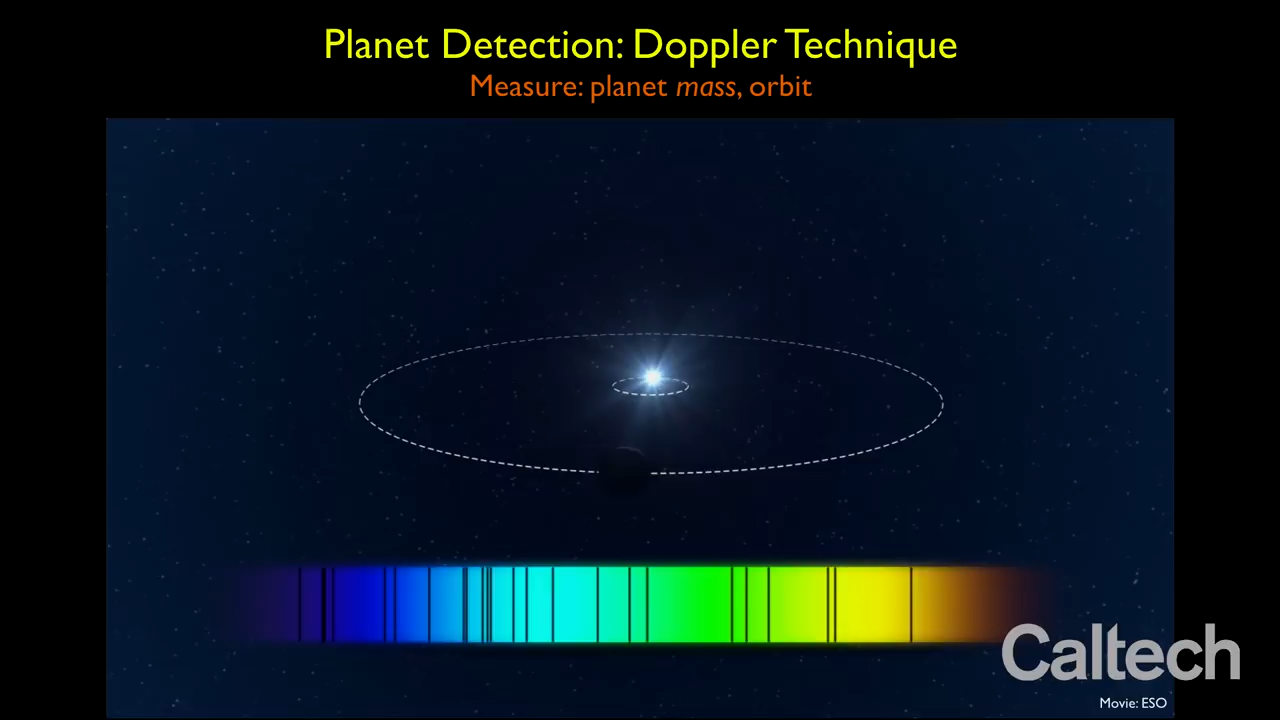 Planet Detection: Doppler Technique
Measure: planet mass, orbit
Caltech
Movie: ESO